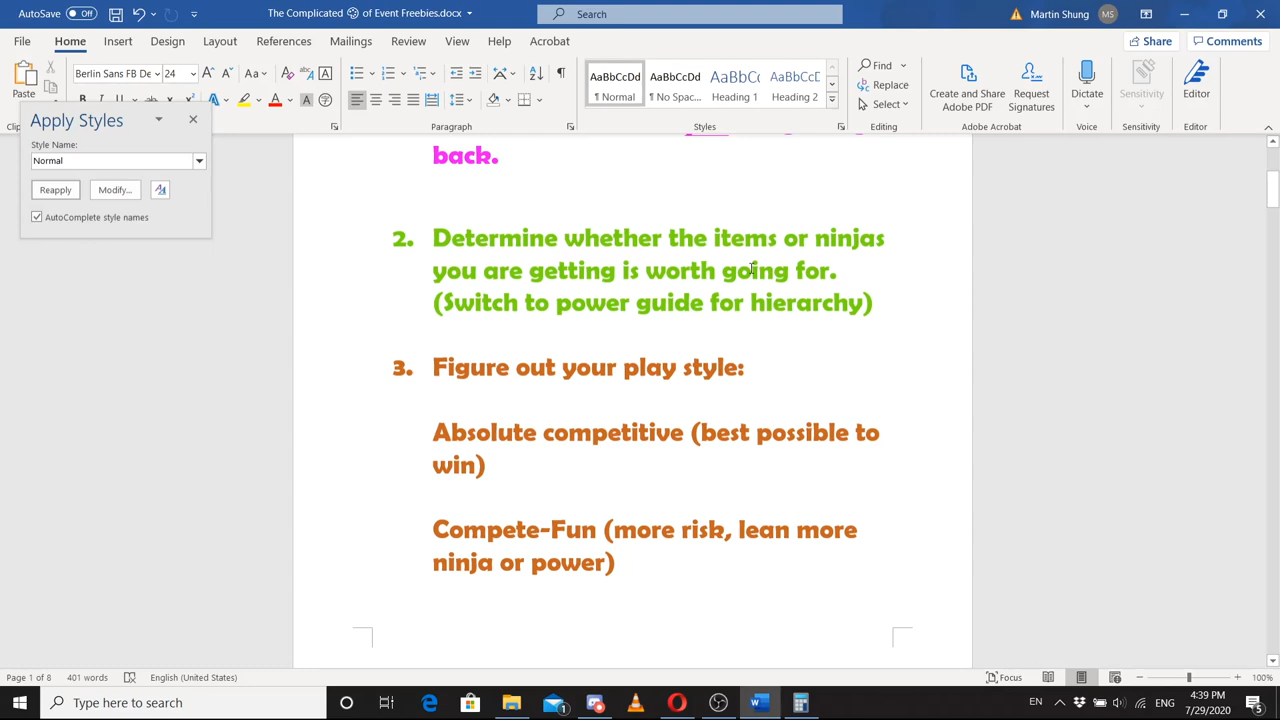 AutoSave Off
The Complicated of Event Freebies.docx
Search
Martin Shung MS
File Home Insert Design Layout References Mailings Review View Help Acrobat
Share Comments
Paste
Berlin Sans FB De 24
AaBbCcDd AaBbCcDd AaBbCc AaBbCcDd
¶ Normal ¶ No Spac... Heading 1 Heading 2
Find
Replace
Select
Create and Share Adobe PDF
Request Signatures
Dictate
Sensitivity
Editor
Paragraph Styles Editing Adobe Acrobat Voice Sensitivity Editor
Apply Styles
Style Name:
Normal
Reapply Modify...
AutoComplete style names
back.
2. Determine whether the items or ninjas
you are getting is worth going for.
(Switch to power guide for hierarchy)
3. Figure out your play style:
Absolute competitive (best possible to
win)
Compete-Fun (more risk, lean more
ninja or power)
Page 1 of 8 401 words English (United States) Focus 100%
Type here to search
EN ENG 4:39 PM
7/29/2020